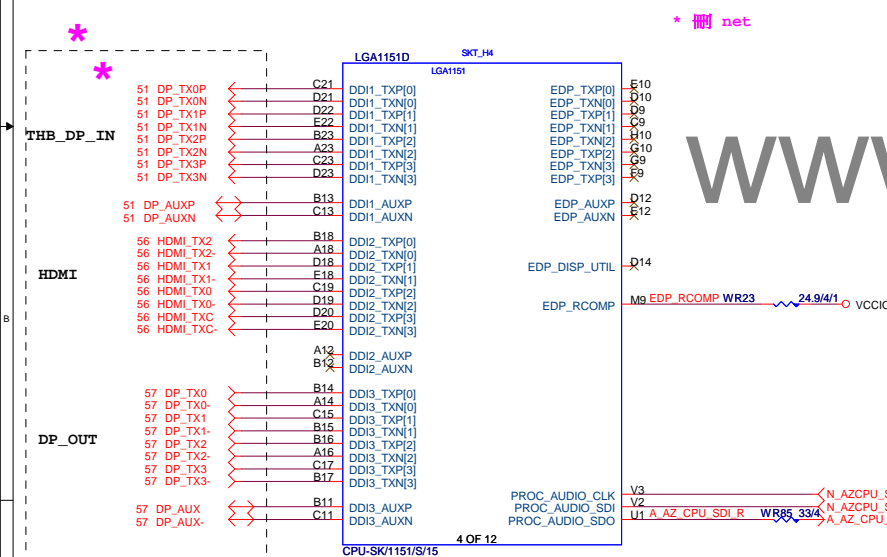 * 刪 net
*
*
LGA1151D
SKT_H4
LGA1151
THB_DP_IN
51 DP_TX0P C21 DDI1_TXP[0] EDP_TXP[0] E10
51 DP_TX0N D21 DDI1_TXN[0] EDP_TXN[0] D10
51 DP_TX1P D22 DDI1_TXP[1] EDP_TXP[1] D9
51 DP_TX1N E22 DDI1_TXN[1] EDP_TXN[1] C9
51 DP_TX2P B23 DDI1_TXP[2] EDP_TXP[2] H10
51 DP_TX2N A23 DDI1_TXN[2] EDP_TXN[2] G10
51 DP_TX3P C23 DDI1_TXP[3] EDP_TXN[3] G9
51 DP_TX3N D23 DDI1_TXN[3] EDP_TXP[3] F9
51 DP_AUXP B13 DDI1_AUXP EDP_AUXP D12
51 DP_AUXN C13 DDI1_AUXN EDP_AUXN E12
HDMI
56 HDMI_TX2 B18 DDI2_TXP[0]
56 HDMI_TX2- A18 DDI2_TXN[0]
56 HDMI_TX1 D18 DDI2_TXP[1] EDP_DISP_UTIL D14
56 HDMI_TX1- E18 DDI2_TXN[1]
56 HDMI_TX0 C19 DDI2_TXP[2]
56 HDMI_TX0- D19 DDI2_TXN[2] EDP_RCOMP M9 EDP_RCOMP WR23 24.9/4/1 VCCIO
56 HDMI_TXC D20 DDI2_TXP[3]
56 HDMI_TXC- E20 DDI2_TXN[3]
B
A12 DDI2_AUXP
B12 DDI2_AUXN
DP_OUT
57 DP_TX0 B14 DDI3_TXP[0]
57 DP_TX0- A14 DDI3_TXN[0]
57 DP_TX1 C15 DDI3_TXP[1]
57 DP_TX1- B15 DDI3_TXN[1]
57 DP_TX2 B16 DDI3_TXP[2]
57 DP_TX2- A16 DDI3_TXN[2]
57 DP_TX3 C17 DDI3_TXP[3]
57 DP_TX3- B17 DDI3_TXN[3]
PROC_AUDIO_CLK V3 N_AZCPU_S
57 DP_AUX B11 DDI3_AUXP PROC_AUDIO_SDI V2 N_AZCPU_S
57 DP_AUX- C11 DDI3_AUXN PROC_AUDIO_SDO U1 A_AZ_CPU_SDI_R WR85 33/4 A_AZ_CPU_
4 OF 12
CPU-SK/1151/S/15
WWW